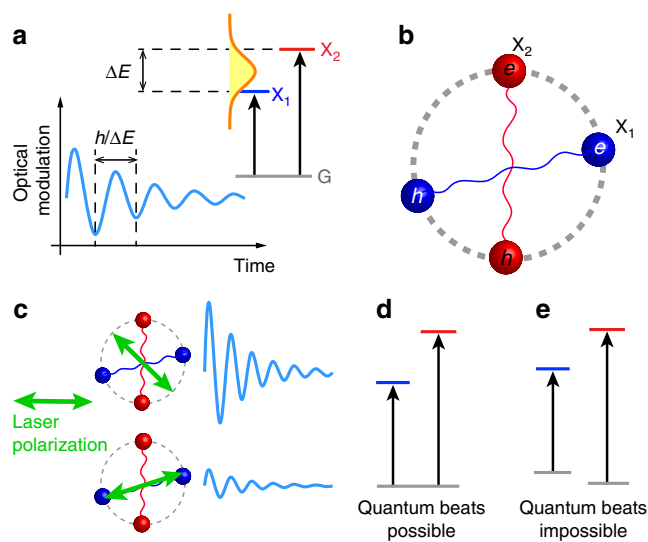 a
ΔE
X2
X1
h/ΔE
Optical
modulation
G
Time
b
X2
e
X1
e
h
h
c
Laser
polarization
d
Quantum beats
possible
e
Quantum beats
impossible